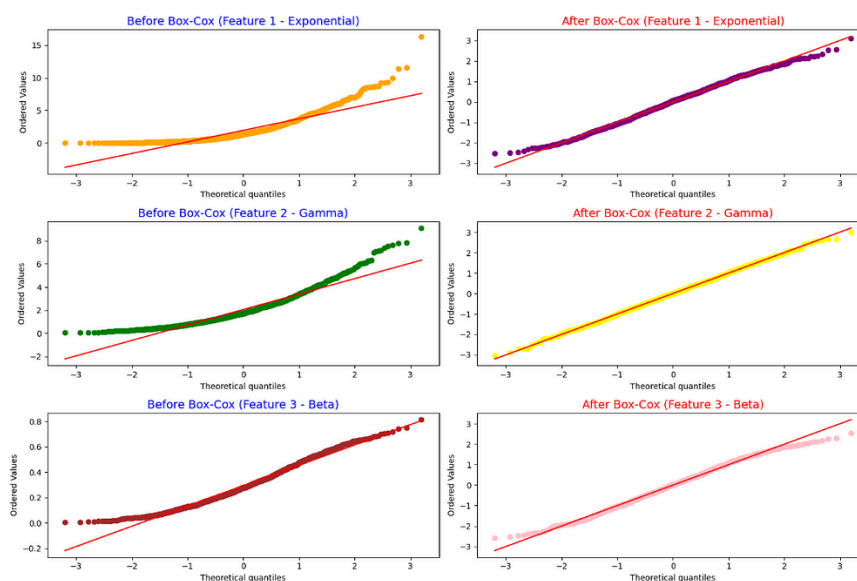 Before Box-Cox (Feature 1 - Exponential)
After Box-Cox (Feature 1 - Exponential)
Ordered Values
15
10
5
0
-3 -2 -1 0 1 2 3
Theoretical quantiles
Ordered Values
3
2
1
0
−1
−2
−3
−3 −2 −1 0 1 2 3
Theoretical quantiles
Before Box-Cox (Feature 2 - Gamma)
After Box-Cox (Feature 2 - Gamma)
Ordered Values
8
6
4
2
0
−2
−3 −2 −1 0 1 2 3
Theoretical quantiles
Ordered Values
3
2
1
0
−1
−2
−3
−3 −2 −1 0 1 2 3
Theoretical quantiles
Before Box-Cox (Feature 3 - Beta)
After Box-Cox (Feature 3 - Beta)
Ordered Values
0.8
0.6
0.4
0.2
0.0
−0.2
−3 −2 −1 0 1 2 3
Theoretical quantiles
Ordered Values
3
2
1
0
−1
−2
−3
−3 −2 −1 0 1 2 3
Theoretical quantiles